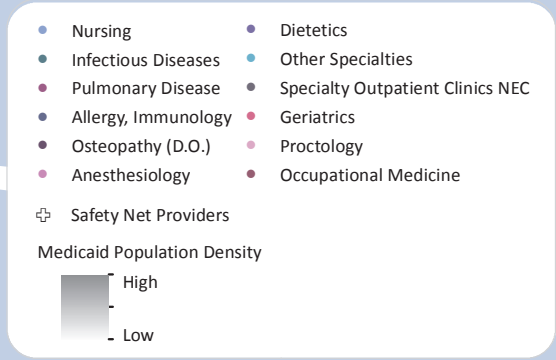 Nursing
Infectious Diseases
Pulmonary Disease
Allergy, Immunology
Osteopathy (D.O.)
Anesthesiology
Dietetics
Other Specialties
Specialty Outpatient Clinics NEC
Geriatrics
Proctology
Occupational Medicine
Safety Net Providers
Medicaid Population Density
High
Low